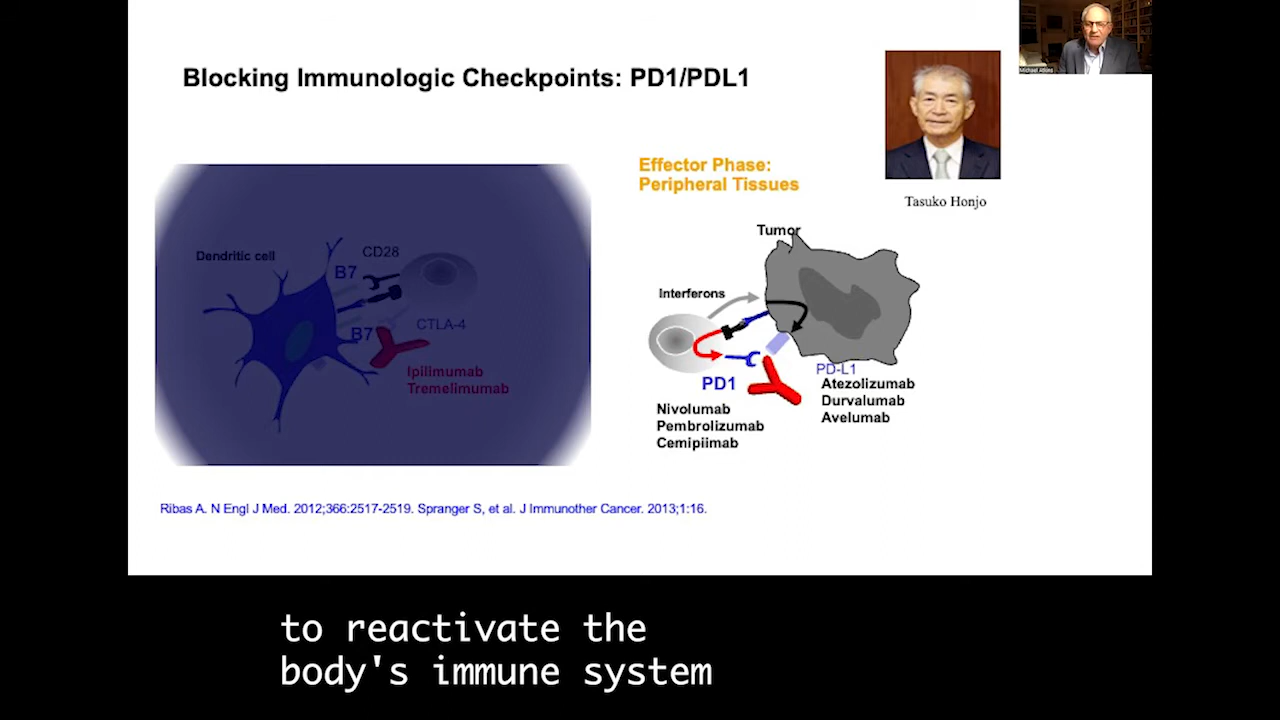 Michael Atkins
Blocking Immunologic Checkpoints: PD1/PDL1
Tasuko Honjo
Dendritic cell
CD28
B7
B7
CTLA-4
Ipilimumab
Tremelimumab
Effector Phase:
Peripheral Tissues
Tumor
Interferons
PD1
PD-L1
Nivolumab
Pembrolizumab
Cemipiimab
Atezolizumab
Durvalumab
Avelumab
Ribas A. N Engl J Med. 2012;366:2517-2519. Spranger S, et al. J Immunother Cancer. 2013;1:16.
to reactivate the
body's immune system